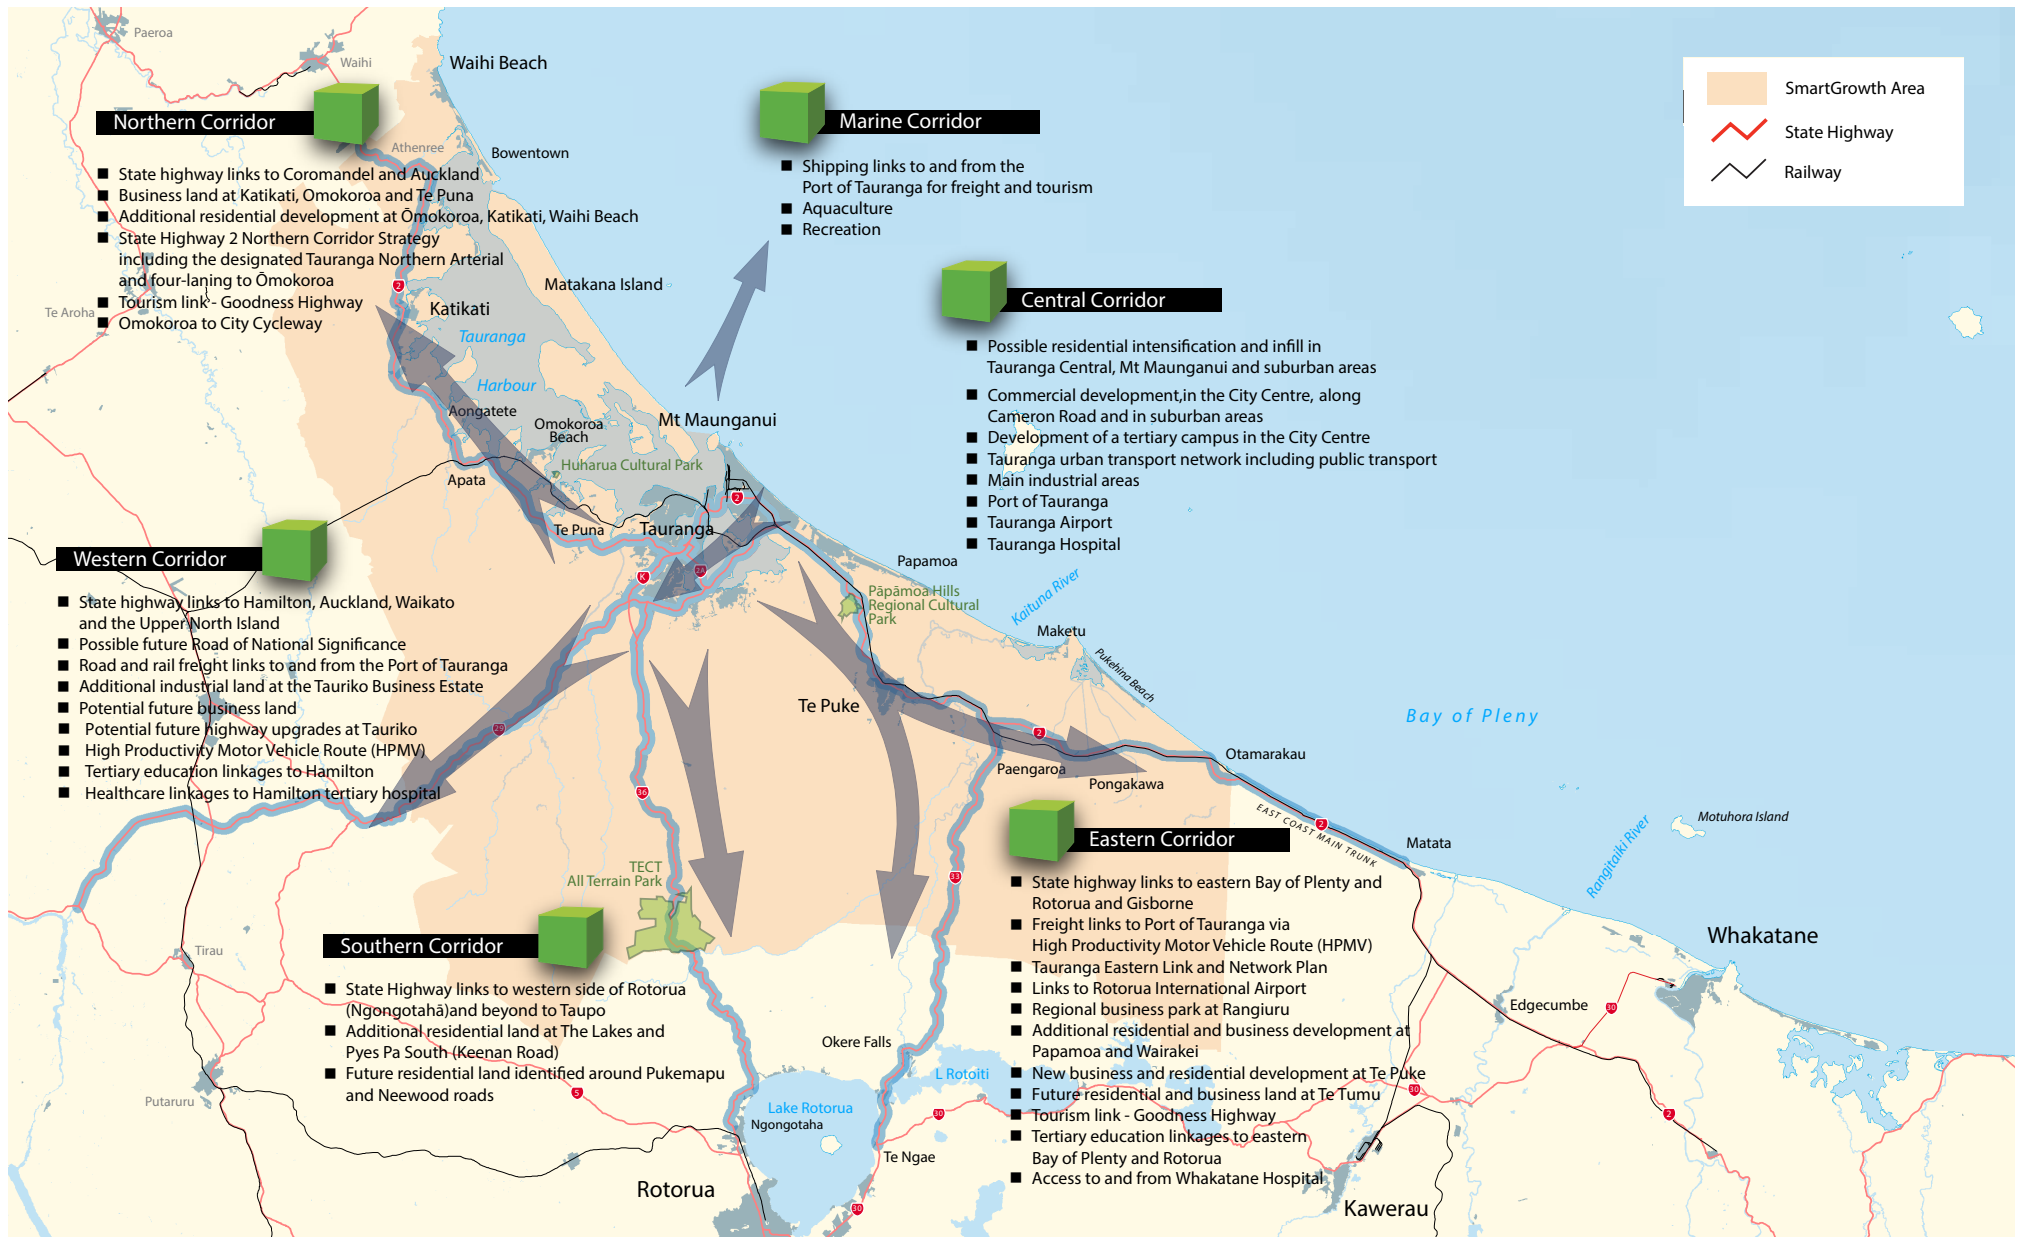 Paeroa
Waihi
Waihi Beach
SmartGrowth Area
State Highway
Railway
Northern Corridor
Athenree
Bowentown
State highway links to Coromandel and Auckland
Business land at Katikati, Omokoroa and Te Puna
Additional residential development at Ōmokoroa, Katikati, Waihi Beach
State Highway 2 Northern Corridor Strategy
including the designated Tauranga Northern Arterial
and four-laning to Ōmokoroa
Tourism link - Goodness Highway
Omokoroa to City Cycleway
Te Aroha
2
Katikati
Matakana Island
Tauranga
Harbour
Aongatete
Omokoroa
Beach
Mt Maunganui
Huharua Cultural Park
Apata
Te Puna
Tauranga
2
K
2A
Marine Corridor
Shipping links to and from the
Port of Tauranga for freight and tourism
Aquaculture
Recreation
Central Corridor
Possible residential intensification and infill in
Tauranga Central, Mt Maunganui and suburban areas
Commercial development,in the City Centre, along
Cameron Road and in suburban areas
Development of a tertiary campus in the City Centre
Tauranga urban transport network including public transport
Main industrial areas
Port of Tauranga
Tauranga Airport
Tauranga Hospital
Western Corridor
State highway links to Hamilton, Auckland, Waikato
and the Upper North Island
Possible future Road of National Significance
Road and rail freight links to and from the Port of Tauranga
Additional industrial land at the Tauriko Business Estate
Potential future business land
Potential future highway upgrades at Tauriko
High Productivity Motor Vehicle Route (HPMV)
Tertiary education linkages to Hamilton
Healthcare linkages to Hamilton tertiary hospital
29
36
Papamoa
Pāpāmoa Hills
Regional Cultural
Park
Kaituna River
Maketu
Pukehina Beach
Te Puke
2
Bay of Pleny
Otamarakau
Paengaroa
Pongakawa
EAST COAST MAIN TRUNK
2
Matata
Motuhora Island
Rangitaiki River
Whakatane
TECT
All Terrain Park
33
Southern Corridor
State Highway links to western side of Rotorua
(Ngongotahā)and beyond to Taupo
Additional residential land at The Lakes and
Pyes Pa South (Keenan Road)
Future residential land identified around Pukemapu
and Neewood roads
Eastern Corridor
State highway links to eastern Bay of Plenty and
Rotorua and Gisborne
Freight links to Port of Tauranga via
High Productivity Motor Vehicle Route (HPMV)
Tauranga Eastern Link and Network Plan
Links to Rotorua International Airport
Regional business park at Rangiuru
Additional residential and business development at
Papamoa and Wairakei
New business and residential development at Te Puke
Future residential and business land at Te Tumu
Tourism link - Goodness Highway
Tertiary education linkages to eastern
Bay of Plenty and Rotorua
Access to and from Whakatane Hospital
Tirau
Putaruru
5
Okere Falls
L Rotoiti
Lake Rotorua
Ngongotaha
30
Te Ngae
Rotorua
30
Edgecumbe
30
30
2
Kawerau